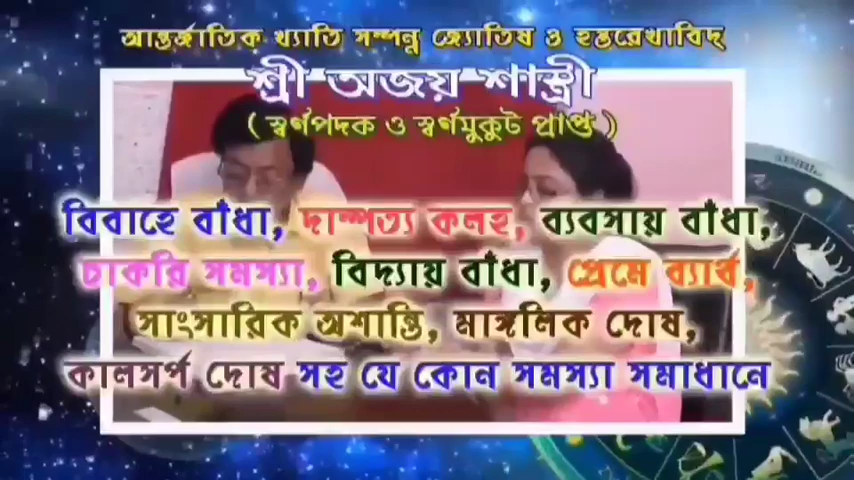 আন্তর্জাতিক খ্যাতি সম্পন্ন জ্যোতিষ ও হস্তরেখাবিদ্
শ্রী অজয় শাস্ত্রী
( স্বর্ণপদক ও স্বর্ণমুকুট প্রাপ্ত )
বিবাহে বাঁধা, দাম্পত্য কলহ, ব্যবসায় বাঁধা,
চাকরি সমস্যা, বিদ্যায় বাঁধা, প্রেমে ব্যার্থ,
সাংসারিক অশান্তি, মাঙ্গলিক দোষ,
কালসর্প দোষ সহ যে কোন সমস্যা সমাধানে